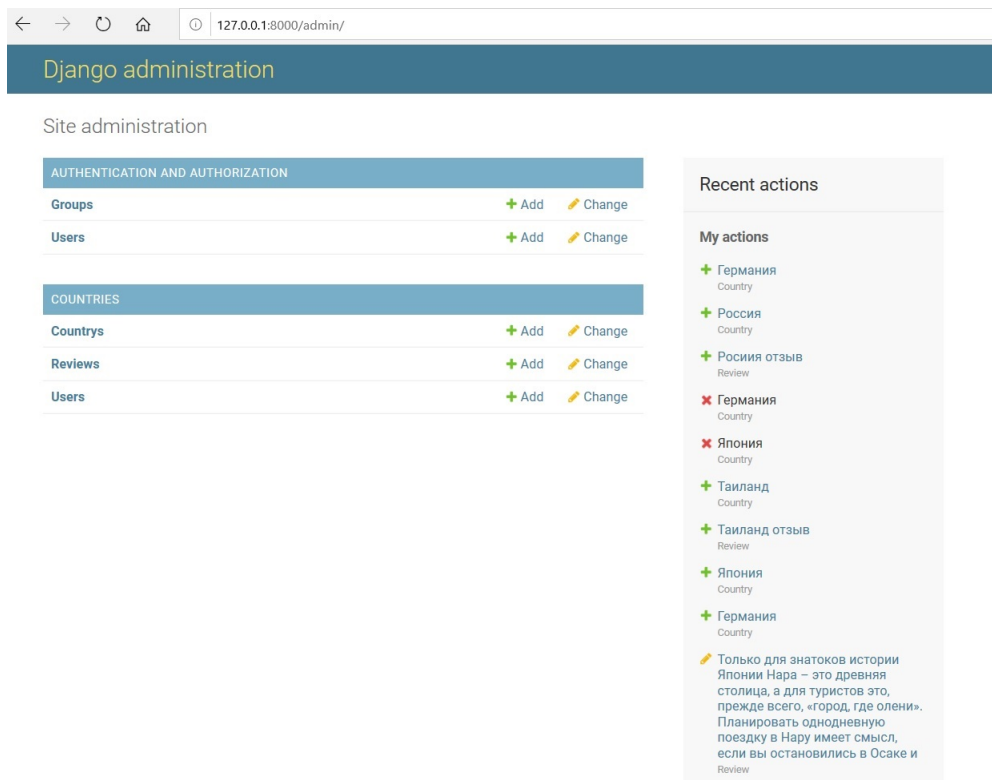 127.0.0.1:8000/admin/
Django administration
Site administration
AUTHENTICATION AND AUTHORIZATION
Groups Add Change
Users Add Change
COUNTRIES
Countrys Add Change
Reviews Add Change
Users Add Change
Recent actions
My actions
Германия
Country
Россия
Country
Росиия отзыв
Review
Германия
Country
Япония
Country
Таиланд
Country
Таиланд отзыв
Review
Япония
Country
Германия
Country
Только для знатоков истории
Японии Нара – это древняя
столица, а для туристов это,
прежде всего, «город, где олени».
Планировать однодневную
поездку в Нару имеет смысл,
если вы остановились в Осаке и
Review